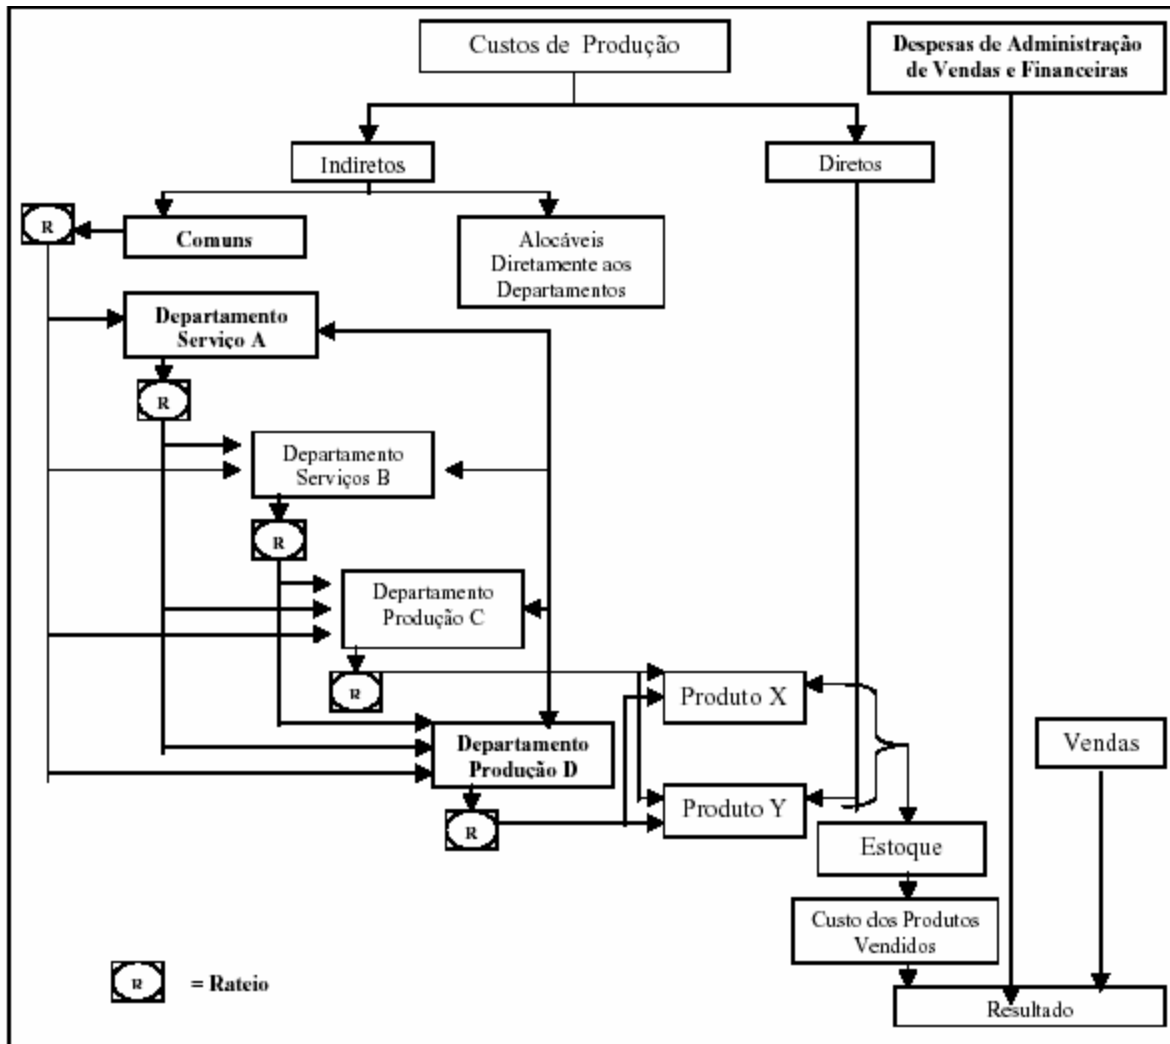 Custos de Produção
Despesas de Administração
de Vendas e Financeiras
Indiretos
Diretos
R
Comuns
Alocáveis
Diretamente aos
Departamentos
Departamento
Serviço A
R
Departamento
Serviços B
R
Departamento
Produção C
R
Produto X
Departamento
Produção D
Vendas
R
Produto Y
Estoque
Custo dos Produtos
Vendidos
R = Rateio
Resultado